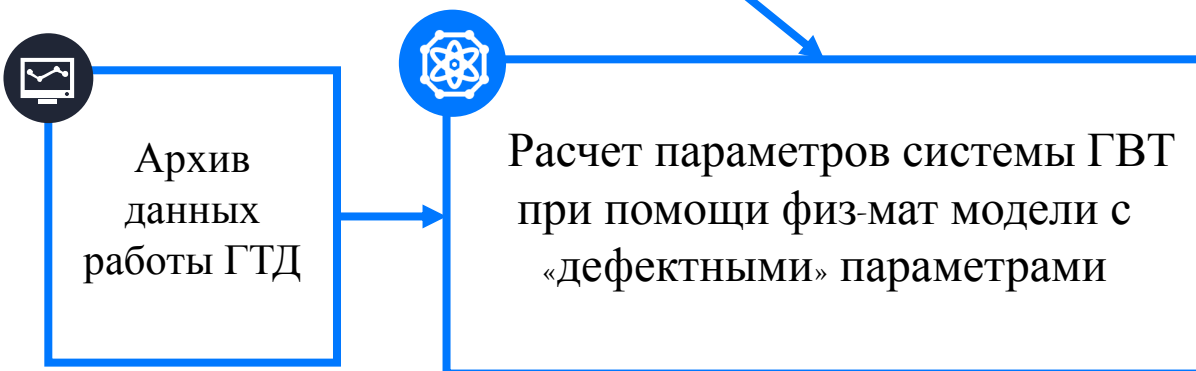 Архив
данных
работы ГТД
Расчет параметров системы ГВТ
при помощи физ-мат модели с
«дефектными» параметрами